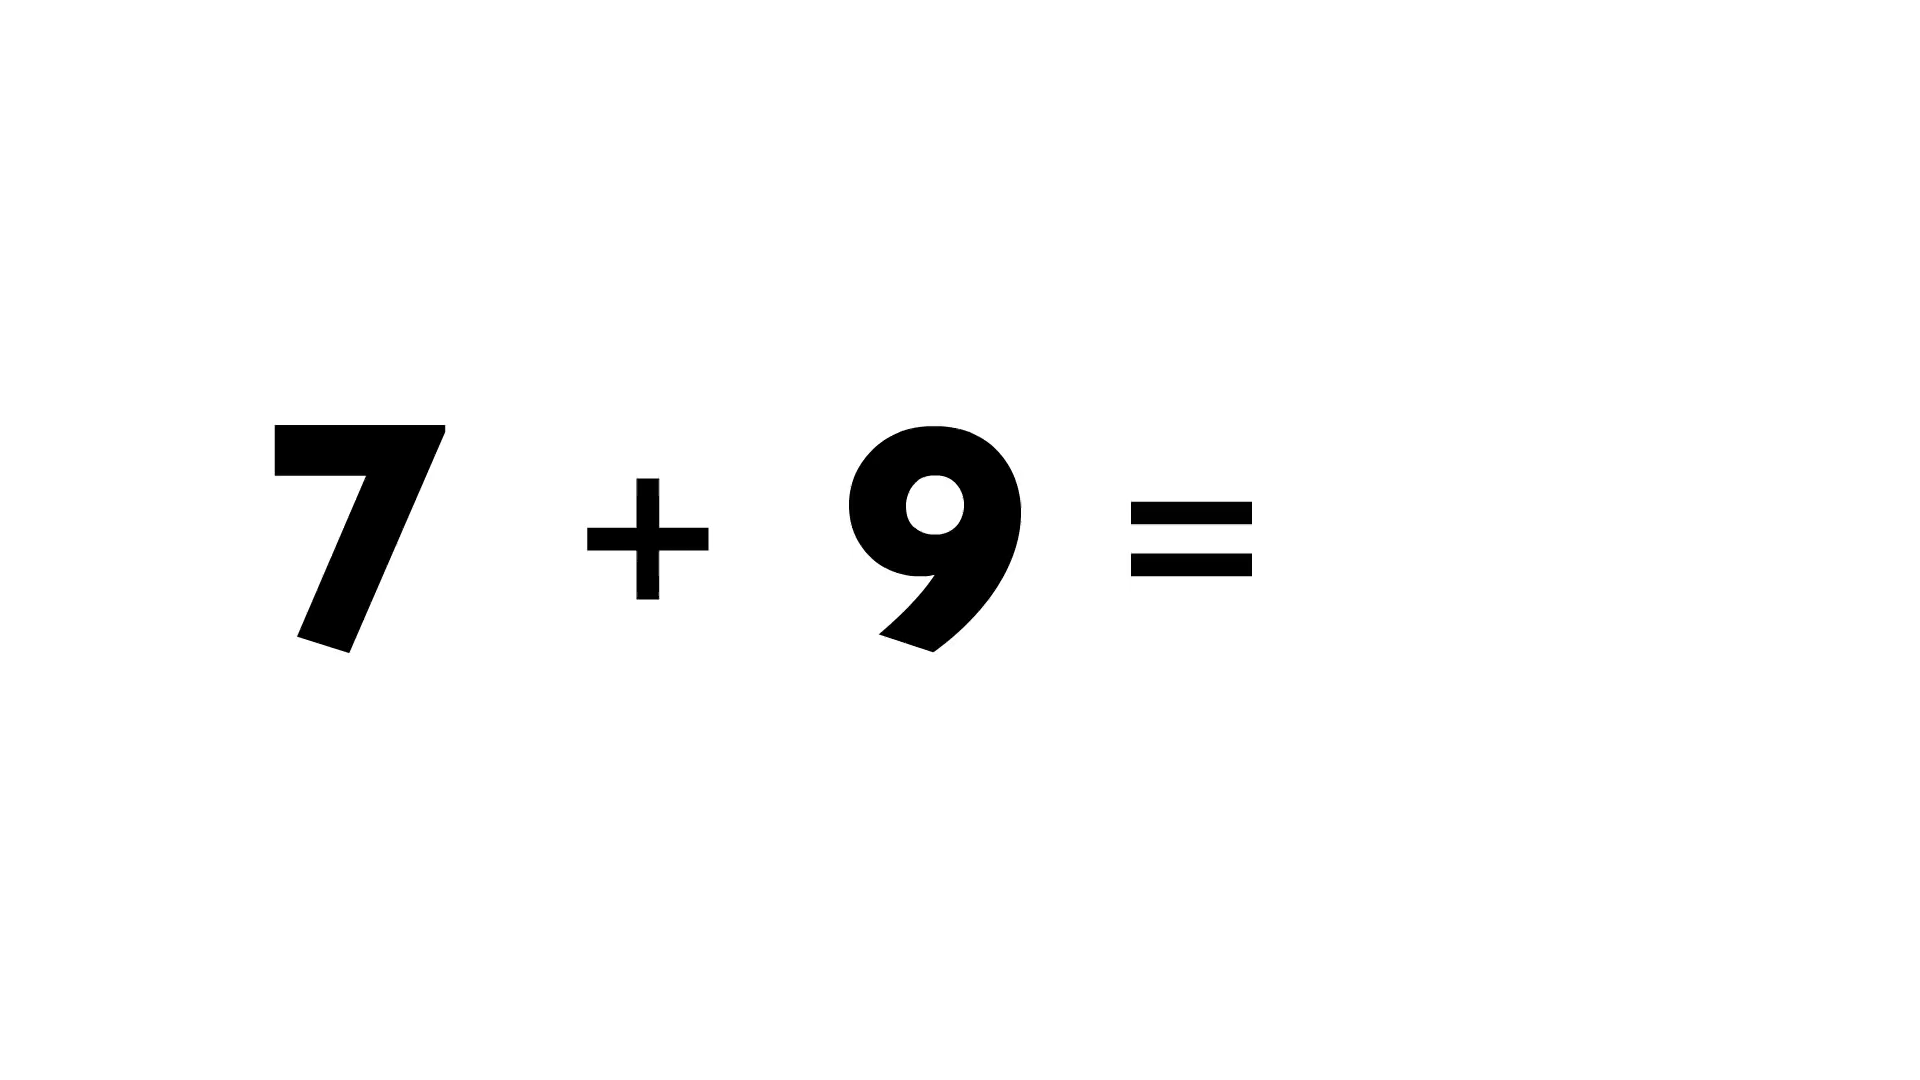 7 + 9 =